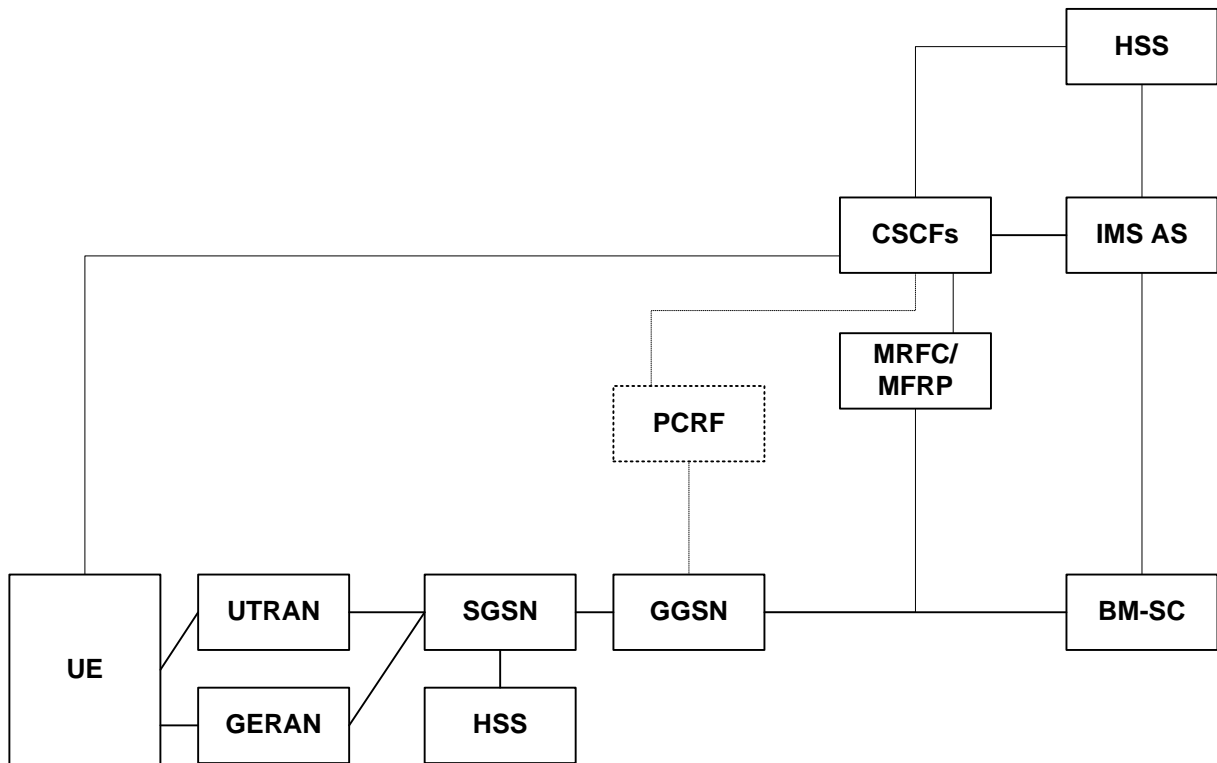 HSS
CSCFs
IMS AS
MRFC/
MFRP
PCRF
UTRAN
SGSN
GGSN
BM-SC
UE
GERAN
HSS